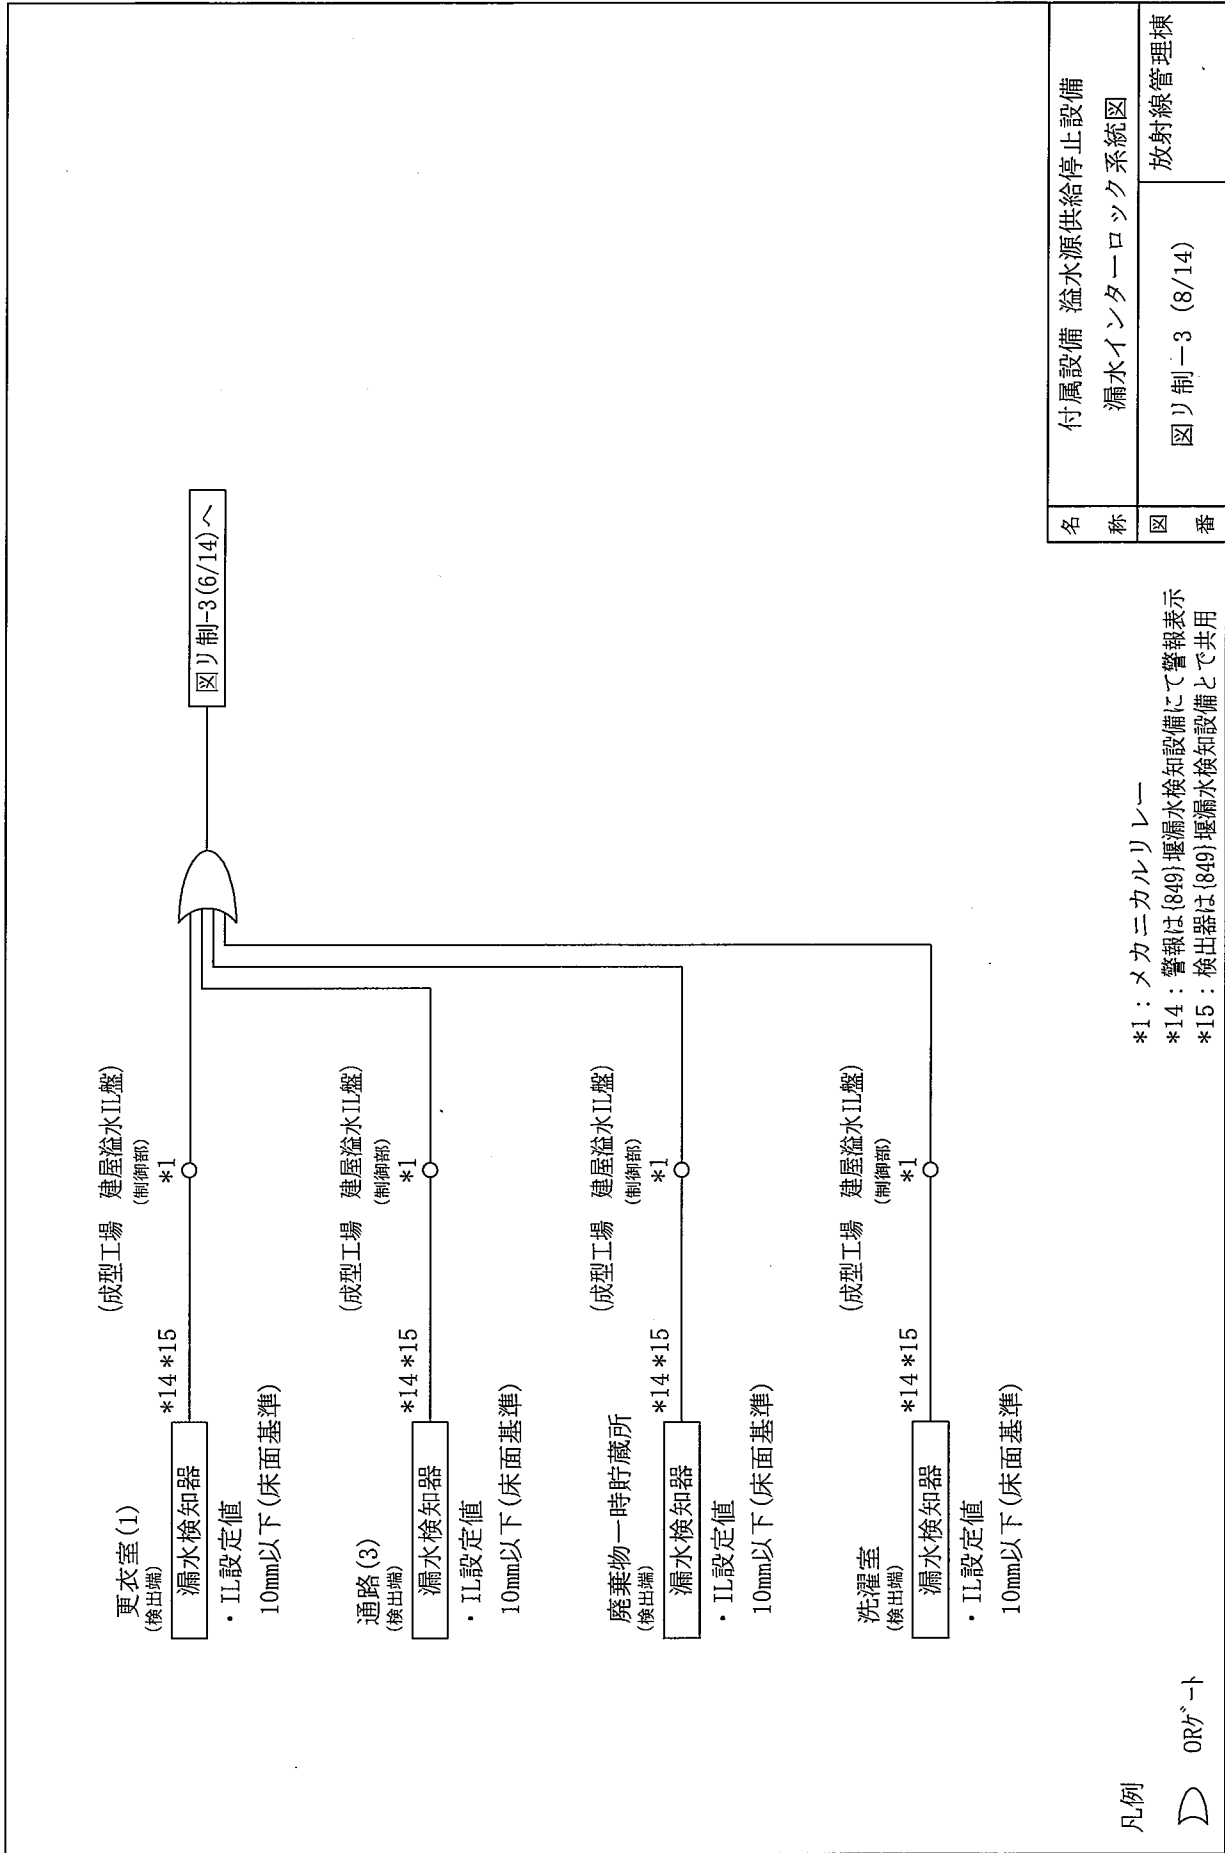 更衣室(1)
(検出端)
漏水検知器
*14 *15
・IL設定値
10mm以下(床面基準)
(成型工場　建屋溢水IL盤)
(制御部)
*1
通路(3)
(検出端)
漏水検知器
*14 *15
・IL設定値
10mm以下(床面基準)
(成型工場　建屋溢水IL盤)
(制御部)
*1
廃棄物一時貯蔵所
(検出端)
漏水検知器
*14 *15
・IL設定値
10mm以下(床面基準)
(成型工場　建屋溢水IL盤)
(制御部)
*1
洗濯室
(検出端)
漏水検知器
*14 *15
・IL設定値
10mm以下(床面基準)
(成型工場　建屋溢水IL盤)
(制御部)
*1
図リ制-3(6/14)へ
凡例
ORゲート
*1：メカニカルリレー
*14：警報は{849}堰漏水検知設備にて警報表示
*15：検出器は{849}堰漏水検知設備とで共用
名称
付属設備 溢水源供給停止設備
漏水インターロック系統図
図番
図リ制－3 (8/14)
放射線管理棟